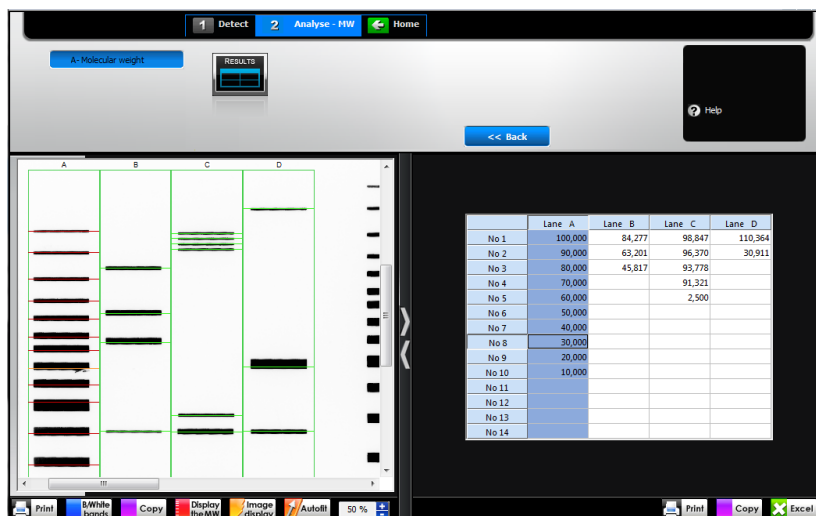 1 Detect 2 Analyse - MW Home
A- Molecular weight
RESULTS
Help
<< Back
A B C D
Lane A Lane B Lane C Lane D
No 1 100,000 84,277 98,847 110,364
No 2 90,000 63,201 96,370 30,911
No 3 80,000 45,817 93,778
No 4 70,000 91,321
No 5 60,000 2,500
No 6 50,000
No 7 40,000
No 8 30,000
No 9 20,000
No 10 10,000
No 11
No 12
No 13
No 14
Print B/White bands Copy Display the MW Image display Autofit 50 % Print Copy Excel